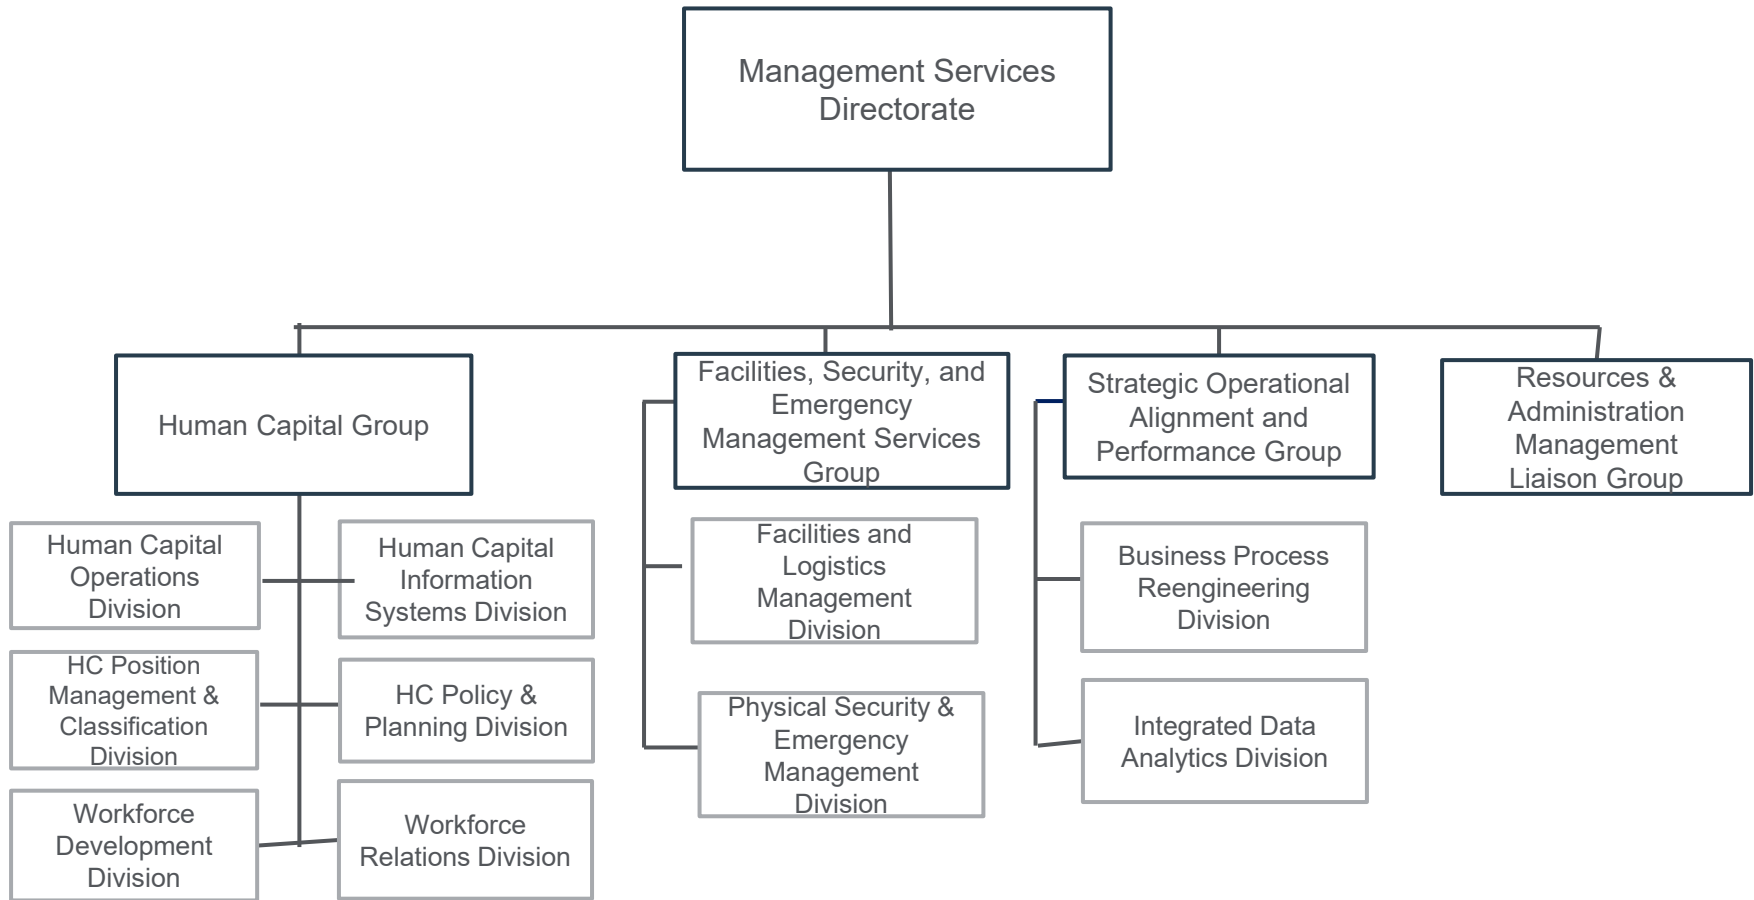 Management Services
Directorate
Human Capital Group
Facilities, Security, and
Emergency
Management Services
Group
Strategic Operational
Alignment and
Performance Group
Resources &
Administration
Management
Liaison Group
Human Capital
Operations
Division
Human Capital
Information
Systems Division
HC Position
Management &
Classification
Division
HC Policy &
Planning Division
Workforce
Development
Division
Workforce
Relations Division
Facilities and
Logistics
Management
Division
Physical Security &
Emergency
Management
Division
Business Process
Reengineering
Division
Integrated Data
Analytics Division